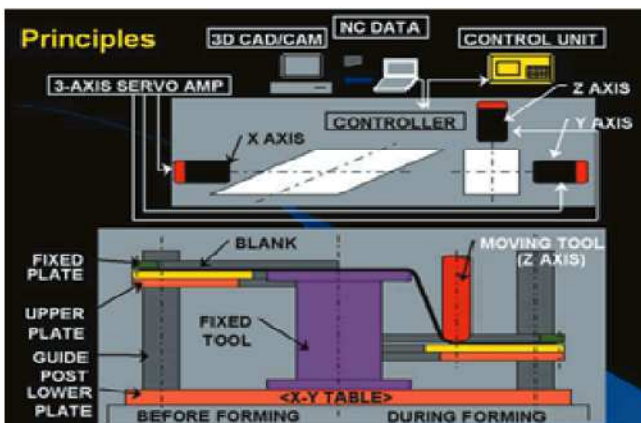 Principles
3D CAD/CAM
NC DATA
CONTROL UNIT
3-AXIS SERVO AMP
Z AXIS
CONTROLLER
Y AXIS
X AXIS
BLANK
MOVING TOOL
(Z AXIS)
FIXED
PLATE
UPPER
PLATE
FIXED
TOOL
GUIDE
POST
LOWER
PLATE
<X-Y TABLE>
BEFORE FORMING
DURING FORMING